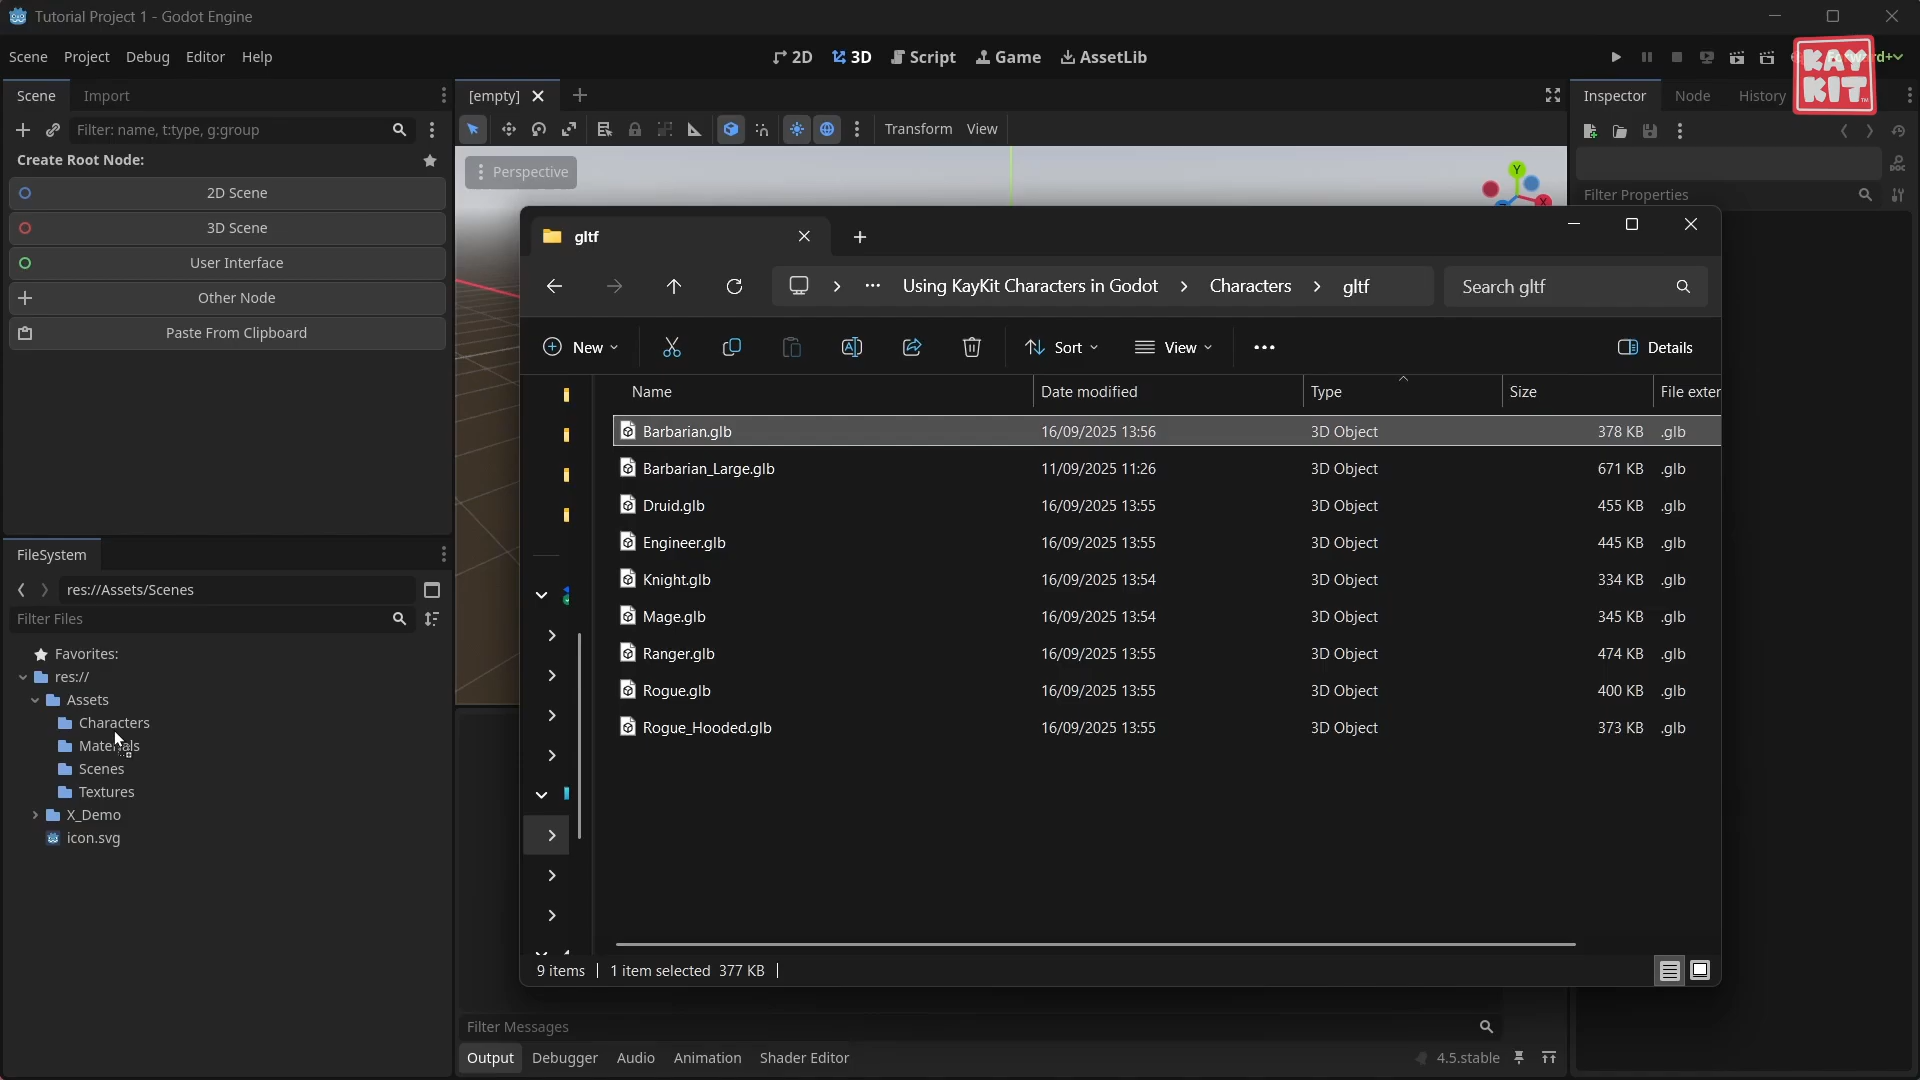 Tutorial Project 1 - Godot Engine
Scene Project Debug Editor Help
2D 3D Script Game AssetLib
KAY KIT
TM
rd+
Scene Import
[empty]
Inspector Node History
Filter: name, t:type, g:group
Transform View
Create Root Node:
2D Scene
3D Scene
User Interface
Other Node
Paste From Clipboard
Perspective
Y
X
DOC
Filter Properties
gltf
Using KayKit Characters in Godot Characters gltf
Search gltf
New Sort View Details
Name Date modified Type Size File exter
Barbarian.glb 16/09/2025 13:56 3D Object 378 KB .glb
Barbarian_Large.glb 11/09/2025 11:26 3D Object 671 KB .glb
Druid.glb 16/09/2025 13:55 3D Object 455 KB .glb
Engineer.glb 16/09/2025 13:55 3D Object 445 KB .glb
Knight.glb 16/09/2025 13:54 3D Object 334 KB .glb
Mage.glb 16/09/2025 13:54 3D Object 345 KB .glb
Ranger.glb 16/09/2025 13:55 3D Object 474 KB .glb
Rogue.glb 16/09/2025 13:55 3D Object 400 KB .glb
Rogue_Hooded.glb 16/09/2025 13:55 3D Object 373 KB .glb
9 items 1 item selected 377 KB
FileSystem
res://Assets/Scenes
Filter Files
Favorites:
res://
Assets
Characters
Materials
Scenes
Textures
X_Demo
icon.svg
Filter Messages
Output Debugger Audio Animation Shader Editor
4.5.stable